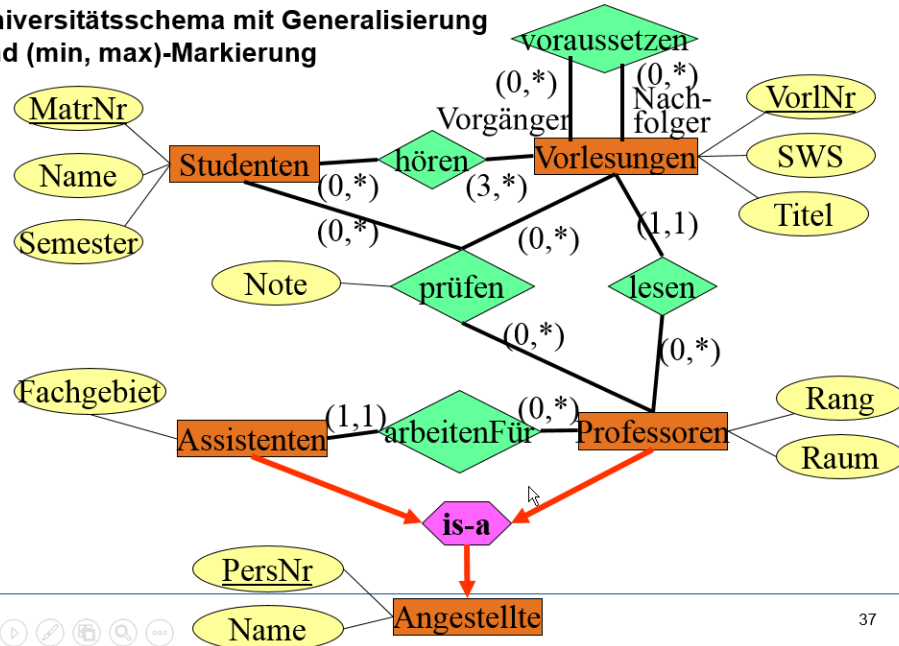 niversitätsschema mit Generalisierung
nd (min, max)-Markierung
voraussetzen
(0,*)
(0,*)
Vorgänger
Nach-
folger
MatrNr
Name
Semester
Studenten
hören
Vorlesungen
VorlNr
SWS
Titel
(0,*)
(3,*)
(0,*)
(0,*)
(1,1)
Note
prüfen
lesen
(0,*)
(0,*)
Fachgebiet
Assistenten
(1,1)
arbeitenFür
(0,*)
Professoren
Rang
Raum
is-a
PersNr
Name
Angestellte
37